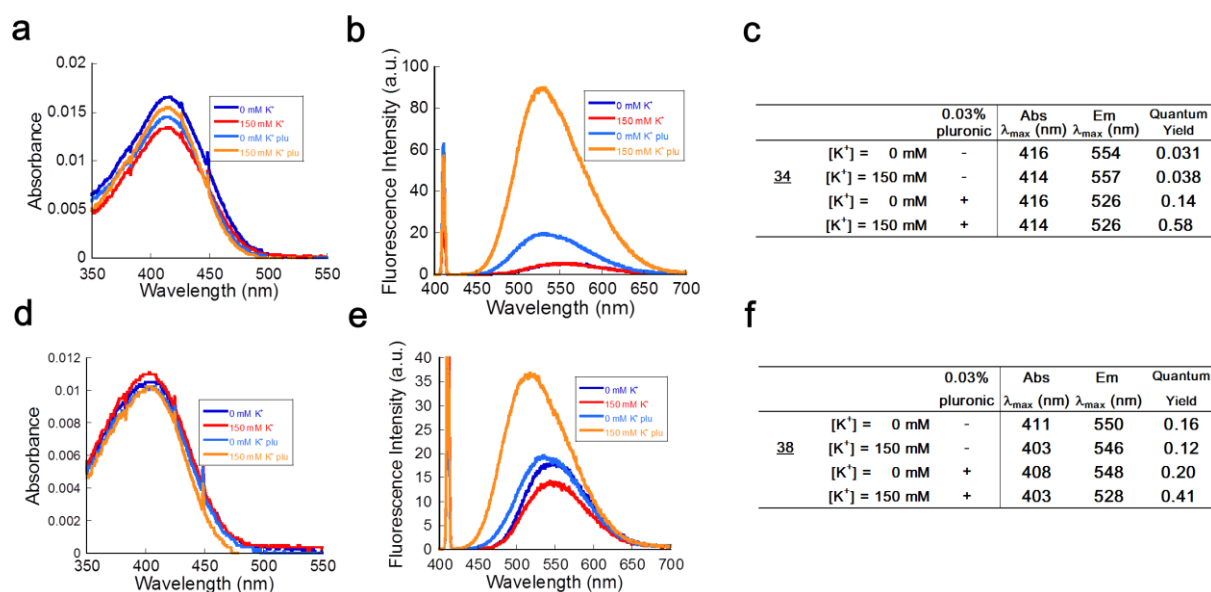 a
0.02
0.015
0.01
0.005
0
Absorbance
350 400 450 500 550
Wavelength (nm)
0 mM K⁺
150 mM K⁺
0 mM K⁺ plu
150 mM K⁺ plu
b
100
90
80
70
60
50
40
30
20
10
0
Fluorescence Intensity (a.u.)
400 450 500 550 600 650 700
Wavelength (nm)
0 mM K⁺
150 mM K⁺
0 mM K⁺ plu
150 mM K⁺ plu
c
0.03% Abs Em Quantum
pluronic λmax (nm) λmax (nm) Yield
[K⁺] = 0 mM - 416 554 0.031
34 [K⁺] = 150 mM - 414 557 0.038
[K⁺] = 0 mM + 416 526 0.14
[K⁺] = 150 mM + 414 526 0.58
d
0.012
0.01
0.008
0.006
0.004
0.002
0
Absorbance
350 400 450 500 550
Wavelength (nm)
0 mM K⁺
150 mM K⁺
0 mM K⁺ plu
150 mM K⁺ plu
e
40
35
30
25
20
15
10
5
0
Fluorescence Intensity (a.u.)
400 450 500 550 600 650 700
Wavelength (nm)
0 mM K⁺
150 mM K⁺
0 mM K⁺ plu
150 mM K⁺ plu
f
0.03% Abs Em Quantum
pluronic λmax (nm) λmax (nm) Yield
[K⁺] = 0 mM - 411 550 0.16
38 [K⁺] = 150 mM - 403 546 0.12
[K⁺] = 0 mM + 408 548 0.20
[K⁺] = 150 mM + 403 528 0.41